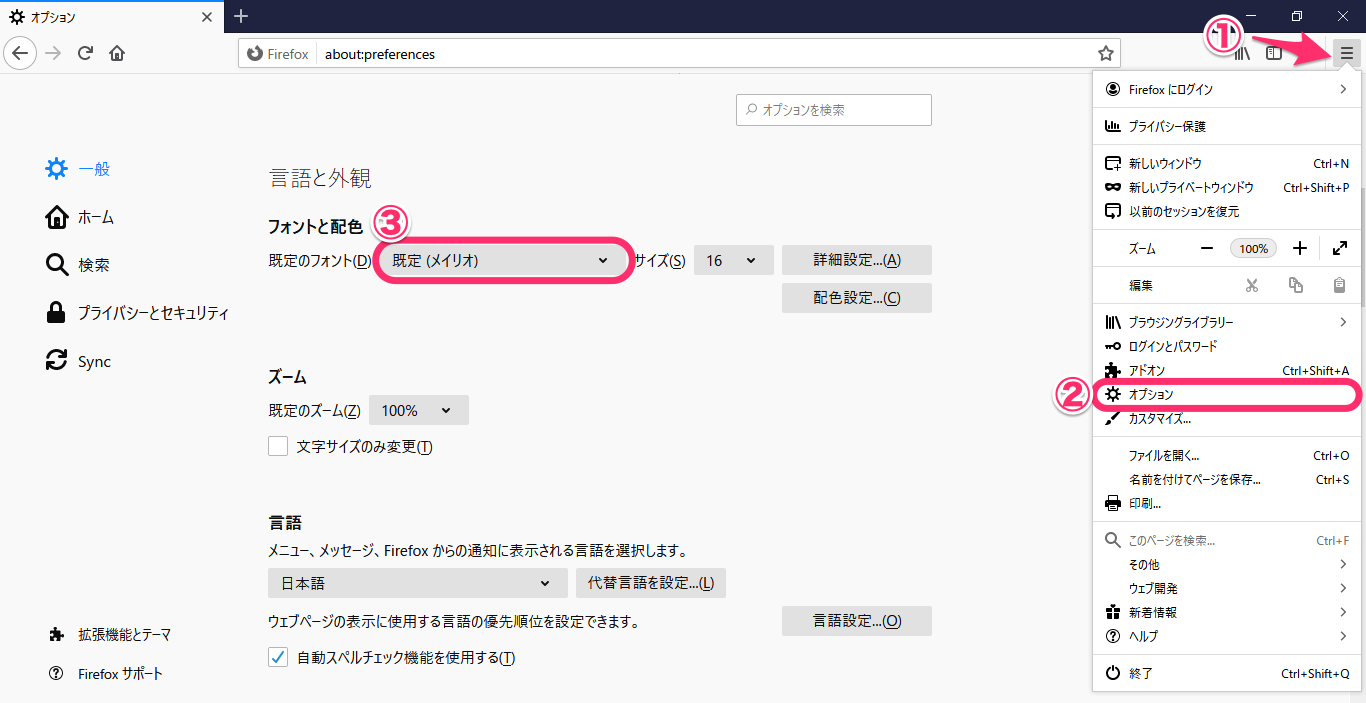 オプション
Firefox
about:preferences
①
オプションを検索
一般
ホーム
検索
プライバシーとセキュリティ
Sync
拡張機能とテーマ
Firefox サポート
言語と外観
フォントと配色
③
既定のフォント(D)
既定 (メイリオ)
サイズ(S)
16
詳細設定...(A)
配色設定...(C)
ズーム
既定のズーム(Z)
100%
文字サイズのみ変更(T)
言語
メニュー、メッセージ、Firefox からの通知に表示される言語を選択します。
日本語
代替言語を設定...(L)
ウェブページの表示に使用する言語の優先順位を設定できます。
言語設定...(O)
自動スペルチェック機能を使用する(T)
Firefox にログイン
プライバシー保護
新しいウィンドウ Ctrl+N
新しいプライベートウィンドウ Ctrl+Shift+P
以前のセッションを復元
ズーム 100%
編集
ブラウジングライブラリー
ログインとパスワード
アドオン Ctrl+Shift+A
②
オプション
カスタマイズ...
ファイルを開く... Ctrl+O
名前を付けてページを保存... Ctrl+S
印刷...
このページを検索... Ctrl+F
その他
ウェブ開発
新着情報
ヘルプ
終了 Ctrl+Shift+Q